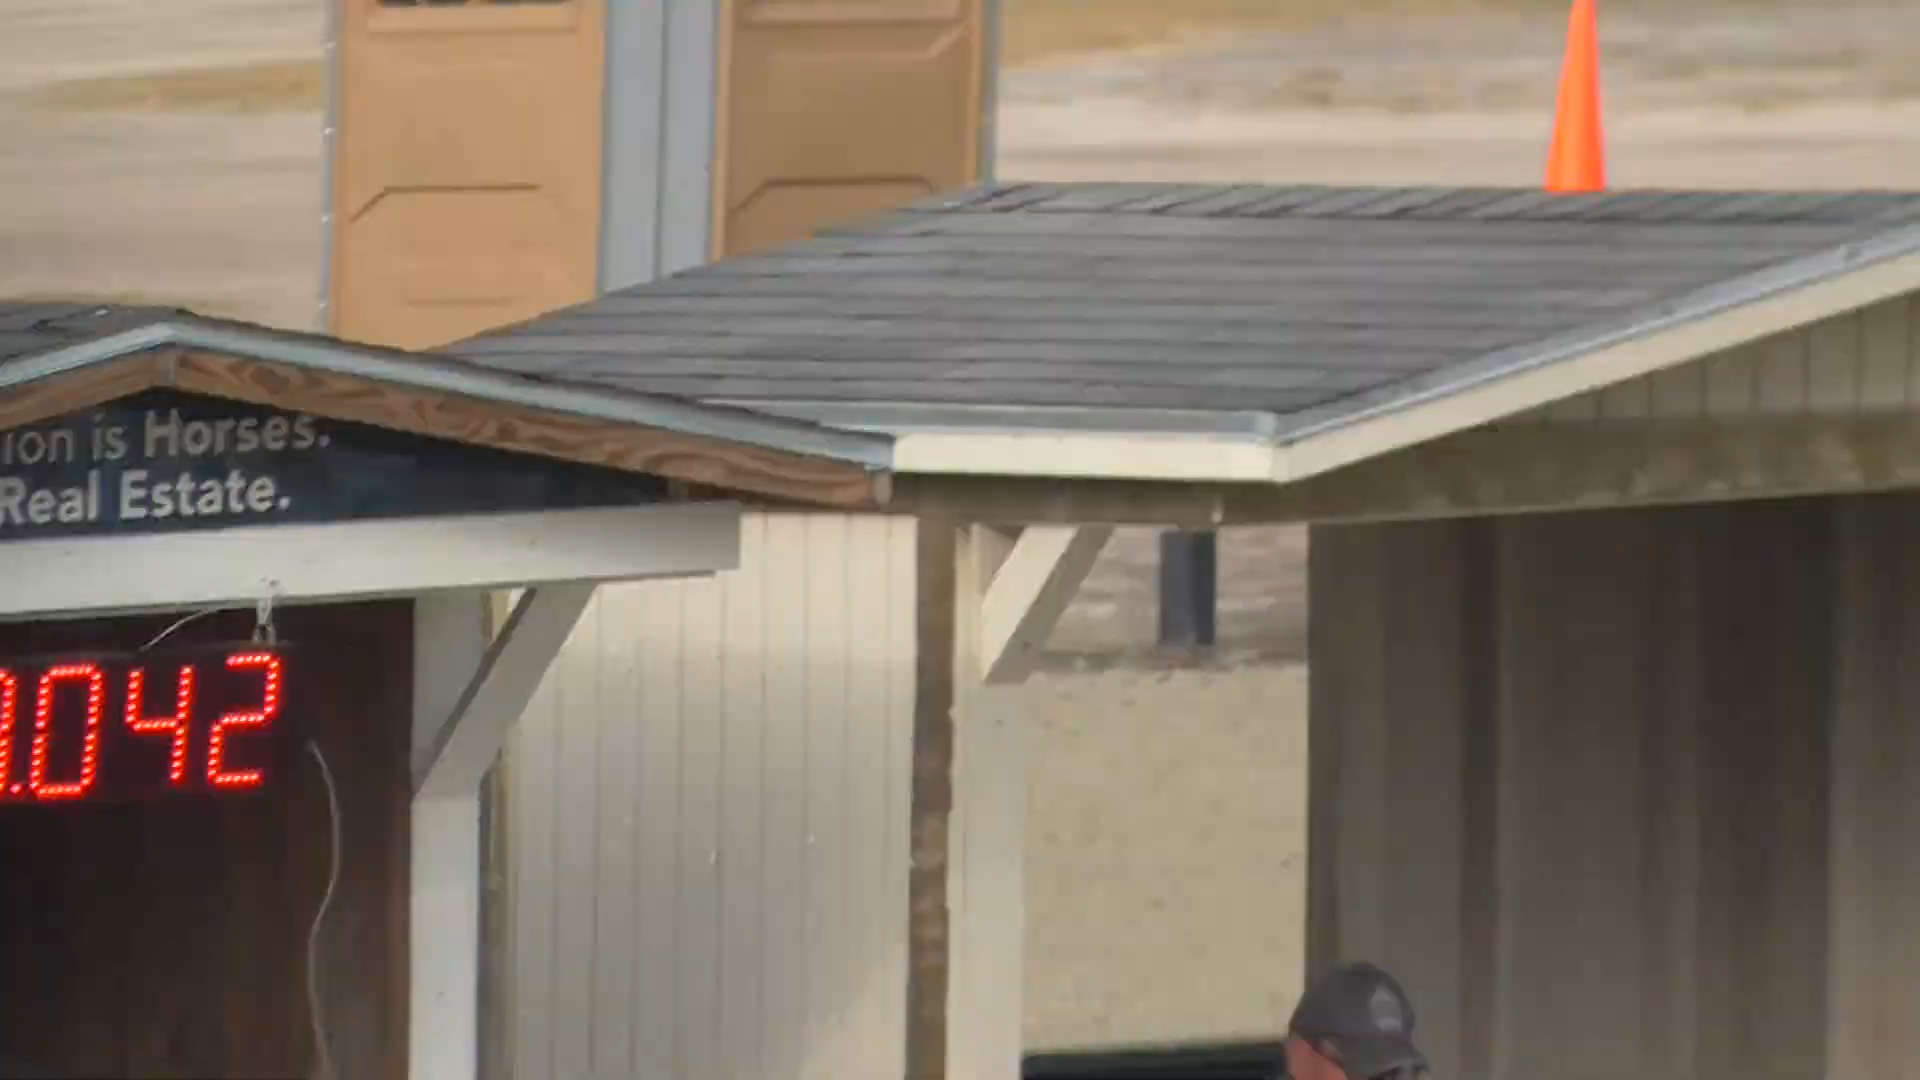 ion is Horses.
Real Estate.
.042